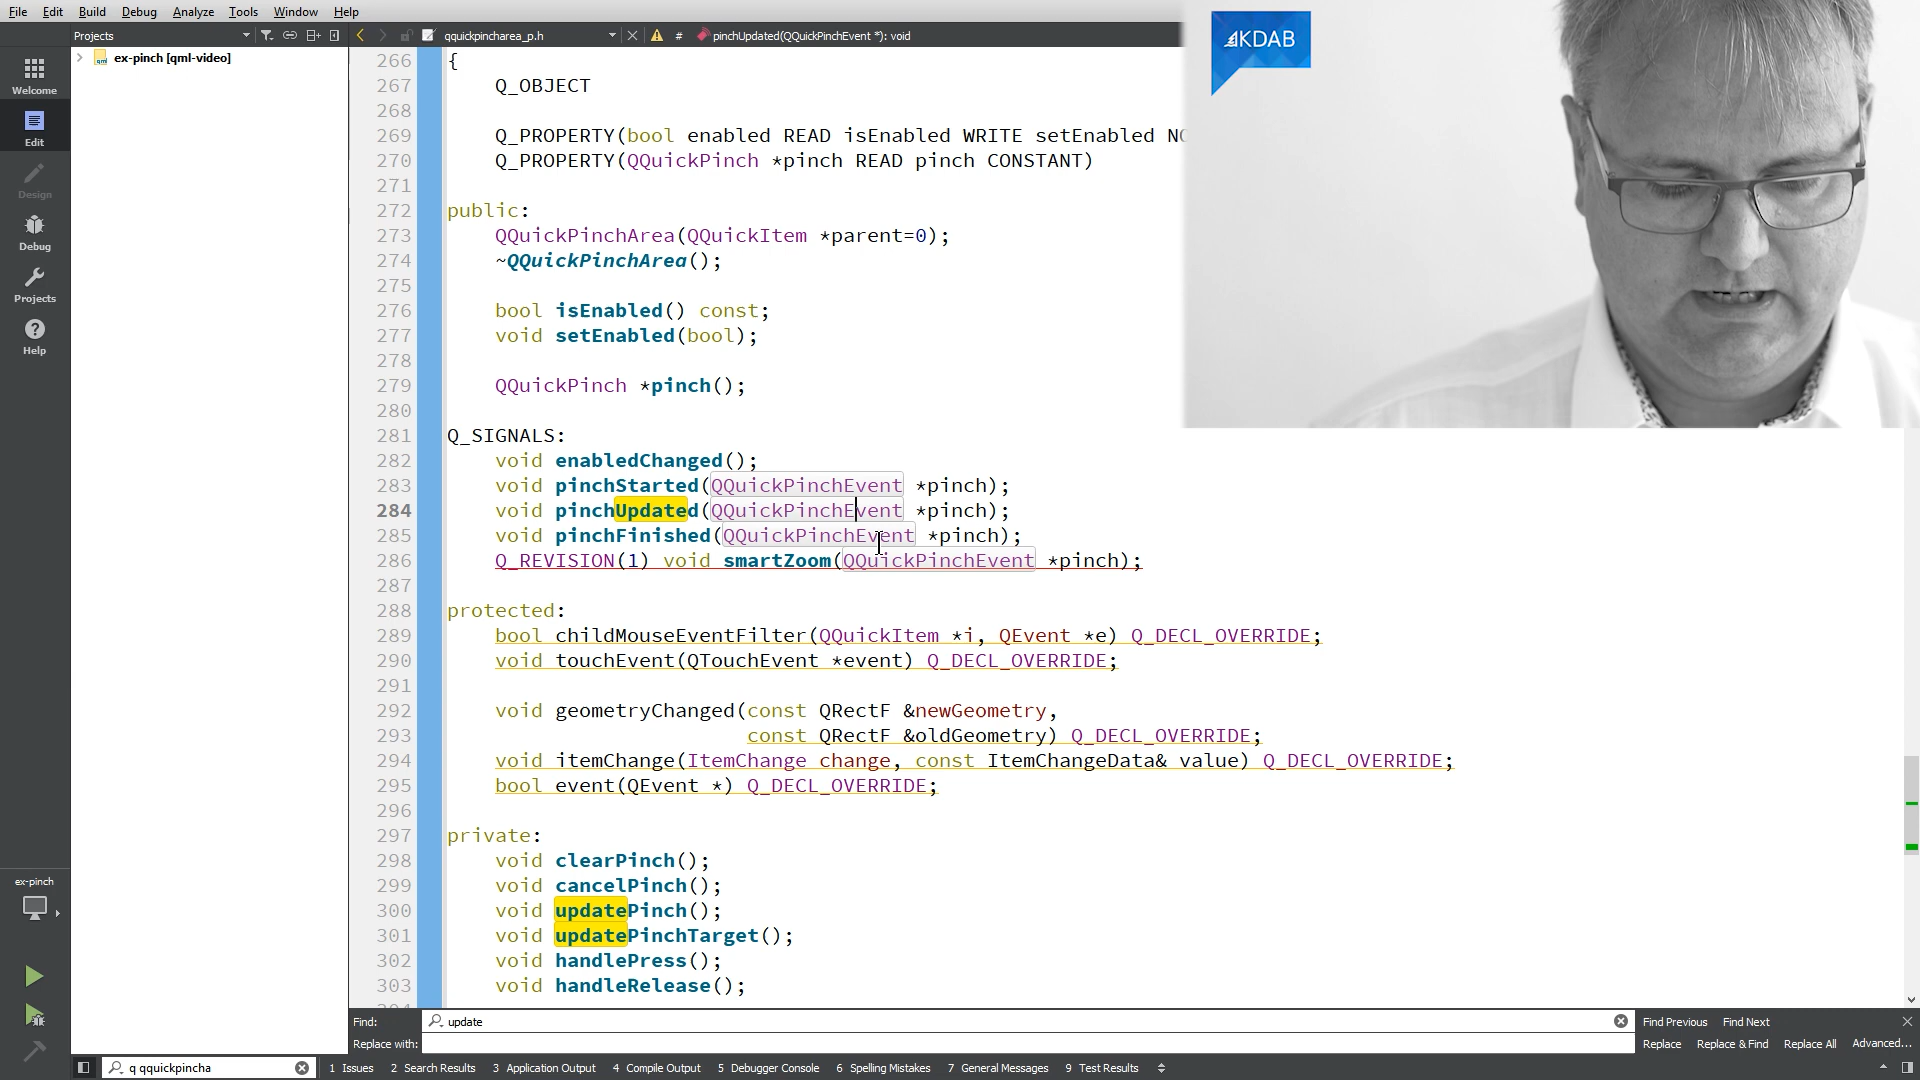 File Edit Build Debug Analyze Tools Window Help
Projects
qquickpincharea_p.h
#
pinchUpdated(QQuickPinchEvent *): void
KDAB
ex-pinch [qml-video]
Welcome
Edit
Design
Debug
Projects
Help
266 {
267 Q_OBJECT
268
269 Q_PROPERTY(bool enabled READ isEnabled WRITE setEnabled NO
270 Q_PROPERTY(QQuickPinch *pinch READ pinch CONSTANT)
271
272 public:
273 QQuickPinchArea(QQuickItem *parent=0);
274 ~QQuickPinchArea();
275
276 bool isEnabled() const;
277 void setEnabled(bool);
278
279 QQuickPinch *pinch();
280
281 Q_SIGNALS:
282 void enabledChanged();
283 void pinchStarted(QQuickPinchEvent *pinch);
284 void pinchUpdated(QQuickPinchEvent *pinch);
285 void pinchFinished(QQuickPinchEvent *pinch);
286 Q_REVISION(1) void smartZoom(QQuickPinchEvent *pinch);
287
288 protected:
289 bool childMouseEventFilter(QQuickItem *i, QEvent *e) Q_DECL_OVERRIDE;
290 void touchEvent(QTouchEvent *event) Q_DECL_OVERRIDE;
291
292 void geometryChanged(const QRectF &newGeometry,
293 const QRectF &oldGeometry) Q_DECL_OVERRIDE;
294 void itemChange(ItemChange change, const ItemChangeData& value) Q_DECL_OVERRIDE;
295 bool event(QEvent *) Q_DECL_OVERRIDE;
296
297 private:
298 void clearPinch();
299 void cancelPinch();
300 void updatePinch();
301 void updatePinchTarget();
302 void handlePress();
303 void handleRelease();
ex-pinch
Find: update Find Previous Find Next
Replace with: Replace Replace & Find Replace All Advanced...
q qquickpincha
1 Issues 2 Search Results 3 Application Output 4 Compile Output 5 Debugger Console 6 Spelling Mistakes 7 General Messages 9 Test Results